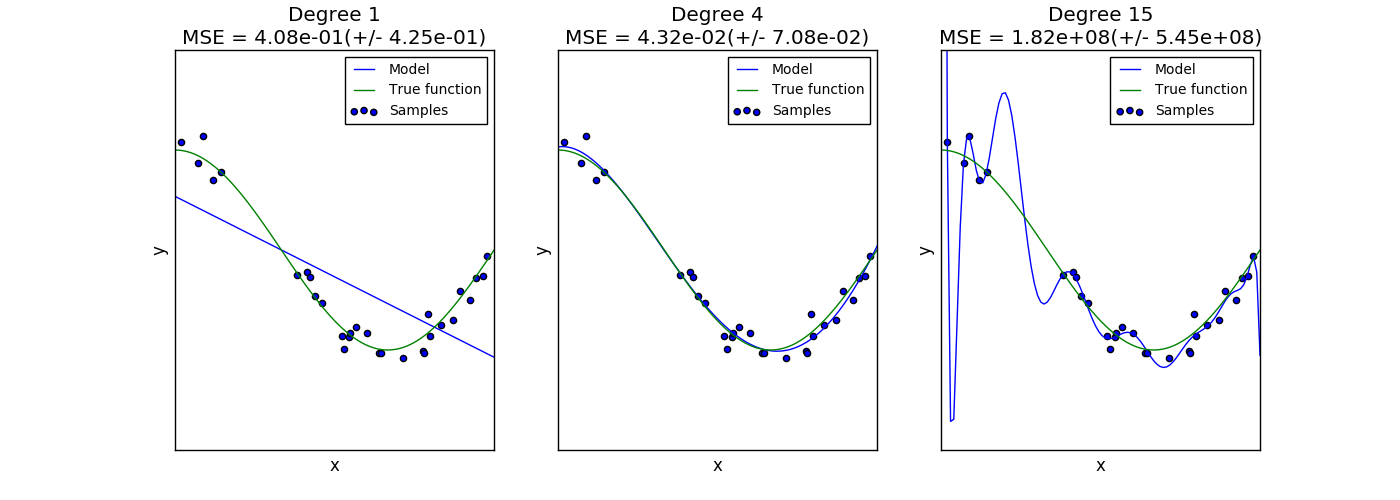 Degree 1
MSE = 4.08e-01(+/- 4.25e-01)
Model
True function
Samples
y
x
Degree 4
MSE = 4.32e-02(+/- 7.08e-02)
Model
True function
Samples
y
x
Degree 15
MSE = 1.82e+08(+/- 5.45e+08)
Model
True function
Samples
y
x